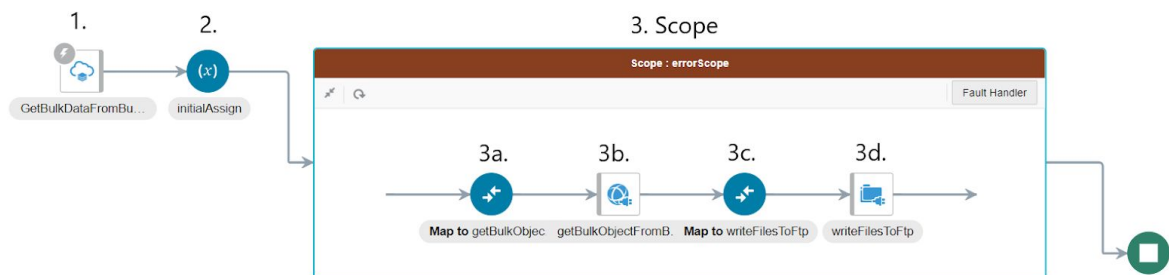 1.
2.
3. Scope
Scope : errorScope
Fault Handler
GetBulkDataFromBu...
(x)
initialAssign
3a.
3b.
3c.
3d.
Map to getBulkObjec
getBulkObjectFromB.
Map to writeFilesToFtp
writeFilesToFtp